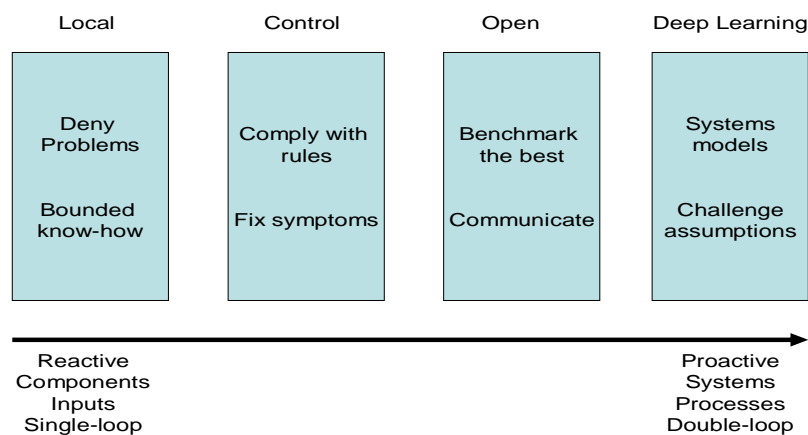 Local
Control
Open
Deep Learning
Deny
Problems
Bounded
know-how
Comply with
rules
Fix symptoms
Benchmark
the best
Communicate
Systems
models
Challenge
assumptions
Reactive
Components
Inputs
Single-loop
Proactive
Systems
Processes
Double-loop